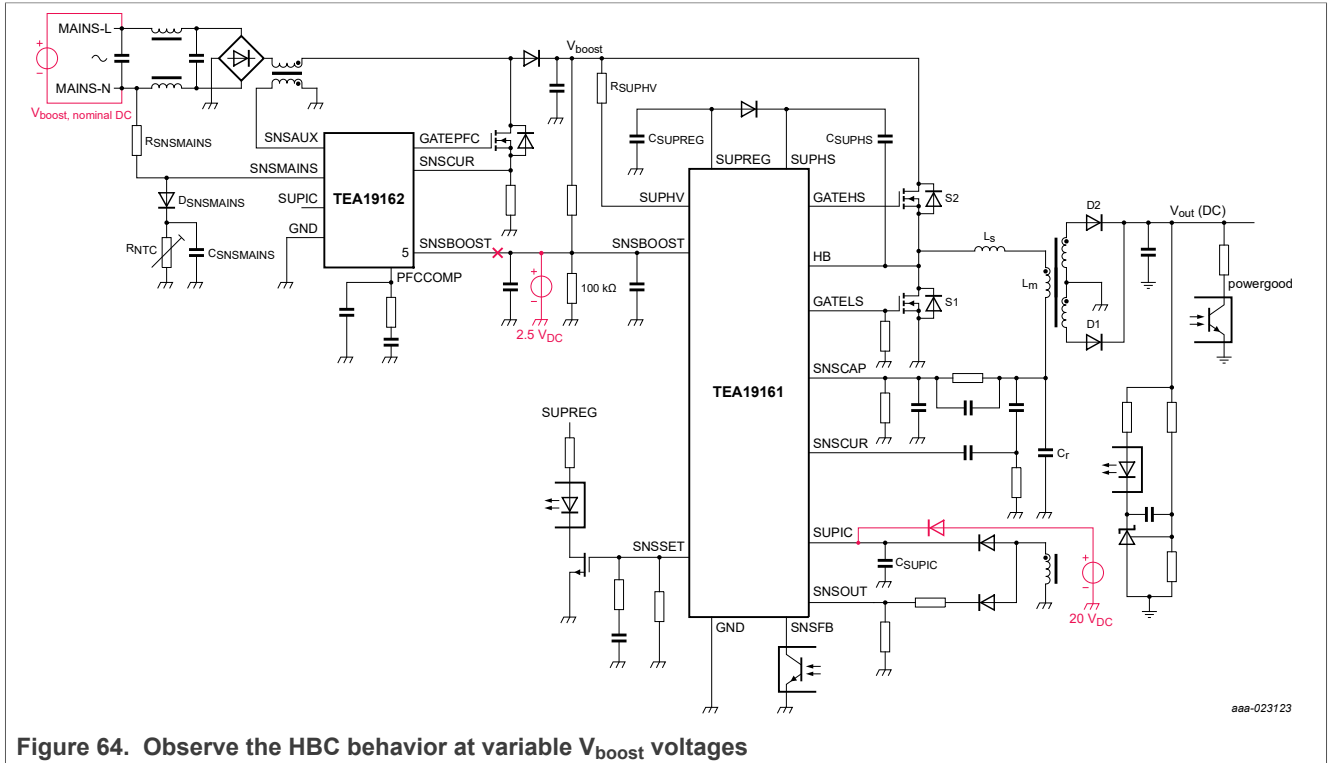 MAINS-L
MAINS-N
V boost, nominal DC
RSNSMAINS
SNSMAINS
DSNSMAINS
RNTC
CSNSMAINS
SNSAUX
SUPIC
GND
TEA19162
GATEPFC
SNSCUR
5
SNSBOOST
PFCCOMP
2.5 VDC
100 kΩ
Vboost
RSUPHV
CSUPREG
CSUPHS
SUPREG
SUPHS
SUPHV
GATEHS
S2
SNSBOOST
HB
Ls
GATELS
S1
Lm
D2
D1
Vout (DC)
powergood
TEA19161
SNSCAP
SNSCUR
Cr
SUPREG
SNSSET
SUPIC
CSUPIC
SNSOUT
20 VDC
GND
SNSFB
aaa-023123
Figure 64. Observe the HBC behavior at variable Vboost voltages